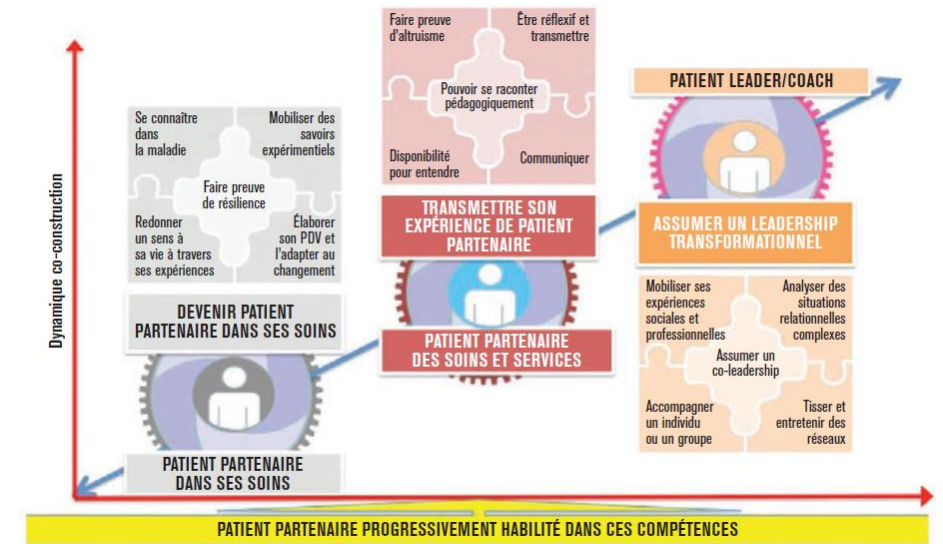 Dynamique co-construction
Se connaître
dans
la maladie
Mobiliser des
savoirs
expérimentiels
Faire preuve
de résilience
Redonner
un sens à
sa vie à travers
ses expériences
Élaborer
son PDV et
l'adapter au
changement
DEVENIR PATIENT
PARTENAIRE DANS SES SOINS
PATIENT PARTENAIRE
DANS SES SOINS
Faire preuve
d'altruisme
Être réflexif et
transmettre
Pouvoir se raconter
pédagogiquement
Disponibilité
pour entendre
Communiquer
TRANSMETTRE SON
EXPÉRIENCE DE PATIENT
PARTENAIRE
PATIENT PARTENAIRE
DES SOINS ET SERVICES
PATIENT LEADER/COACH
ASSUMER UN LEADERSHIP
TRANSFORMATIONNEL
Mobiliser ses
expériences
sociales et
professionnelles
Analyser des
situations
relationnelles
complexes
Assumer un
co-leadership
Accompagner
un individu
ou un groupe
Tisser et
entretenir des
réseaux
PATIENT PARTENAIRE PROGRESSIVEMENT HABILITÉ DANS CES COMPÉTENCES